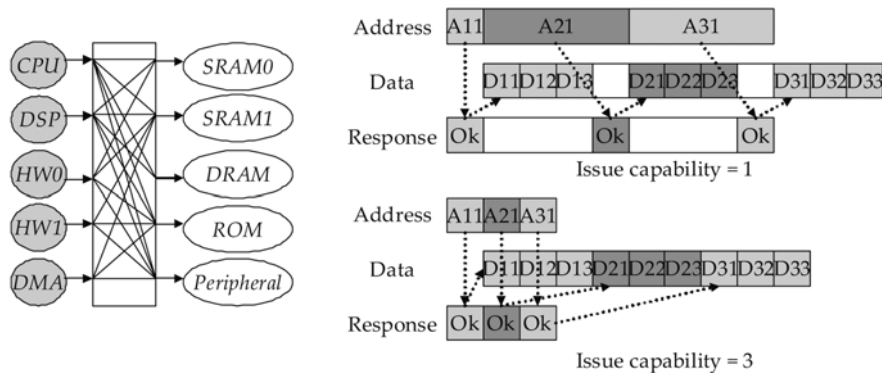 CPU
DSP
HW0
HW1
DMA
SRAM0
SRAM1
DRAM
ROM
Peripheral
Address A11 A21 A31
Data D11 D12 D13 D21 D22 D23 D31 D32 D33
Response Ok Ok Ok
Issue capability = 1
Address A11 A21 A31
Data D11 D12 D13 D21 D22 D23 D31 D32 D33
Response Ok Ok Ok
Issue capability = 3